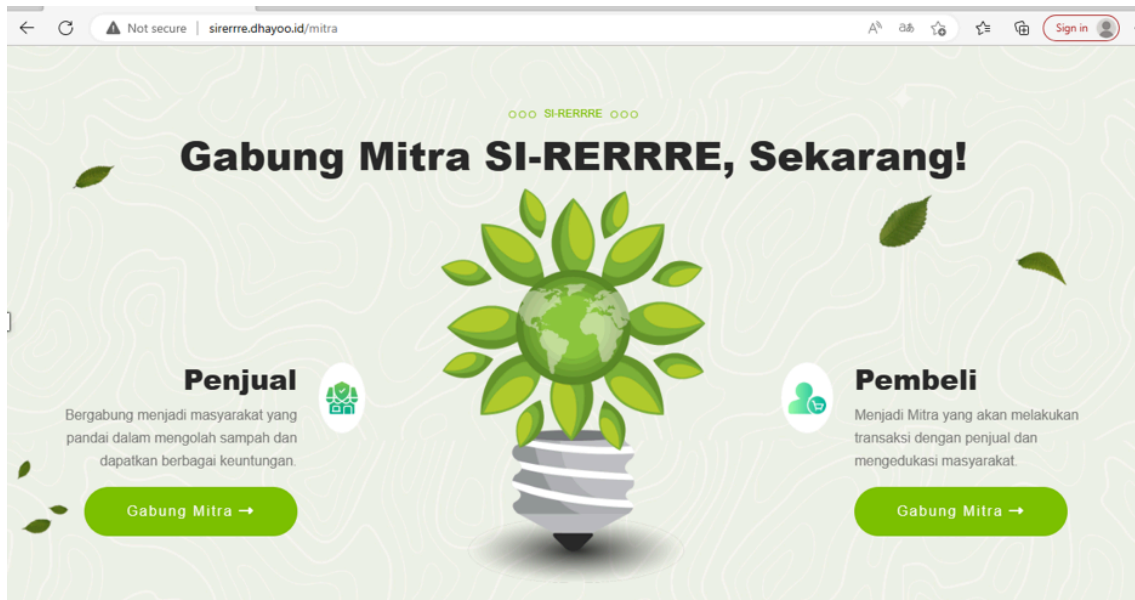 Not secure | sirerrre.dhayoo.id/mitra
Sign in
SI-RERRRE
Gabung Mitra SI-RERRRE, Sekarang!
Penjual
Bergabung menjadi masyarakat yang
pandai dalam mengolah sampah dan
dapatkan berbagai keuntungan.
Gabung Mitra →
Pembeli
Menjadi Mitra yang akan melakukan
transaksi dengan penjual dan
mengedukasi masyarakat.
Gabung Mitra →